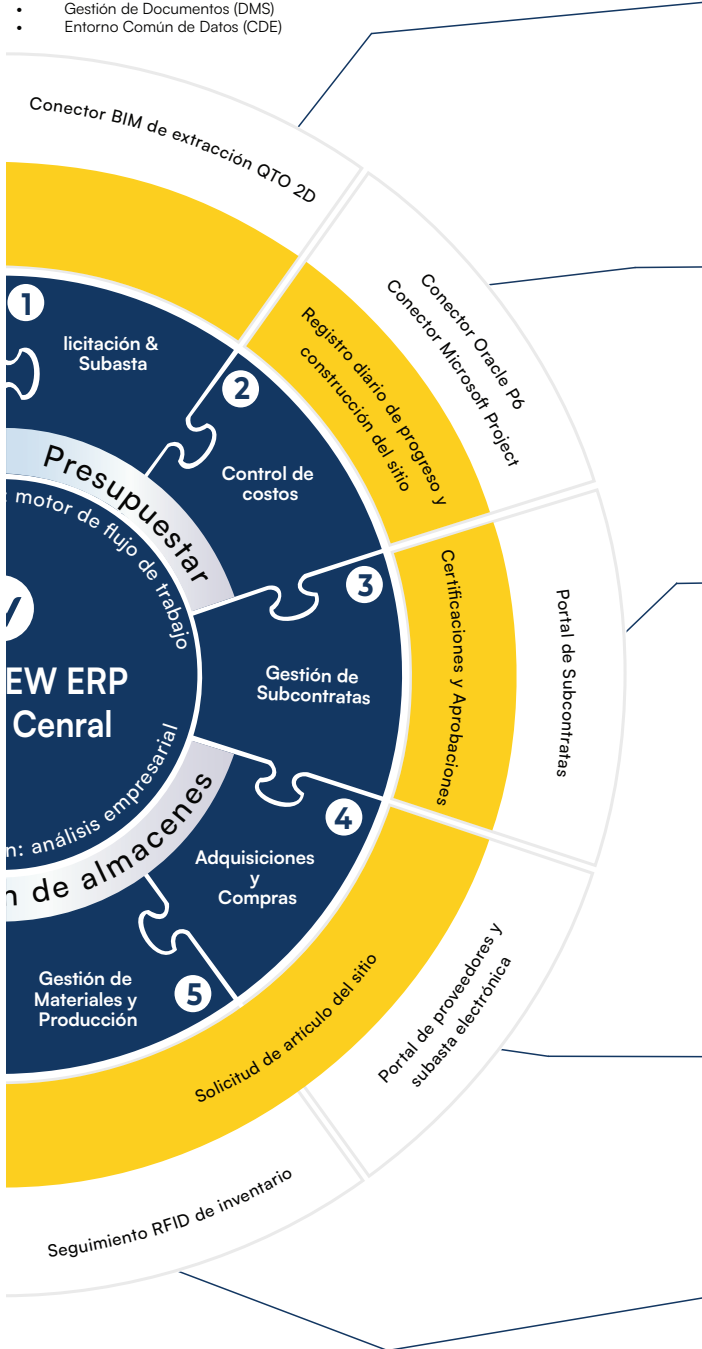 • Gestión de Documentos (DMS)
• Entorno Común de Datos (CDE)
Conector BIM de extracción QTO 2D
Conector Oracle P6
Conector Microsoft Project
Registro diario de progreso y
construcción del sitio
1
licitación &
Subasta
2
Control de
costos
Presupuestar
: motor de flujo de trabajo
3
Gestión de
Subcontratas
Certificaciones y Aprobaciones
Portal de Subcontratas
EW ERP
Cenral
n: análisis empresarial
n de almacenes
4
Adquisiciones
y
Compras
5
Gestión de
Materiales y
Producción
Solicitud de artículo del sitio
Portal de proveedores y
subasta electrónica
Seguimiento RFID de inventario